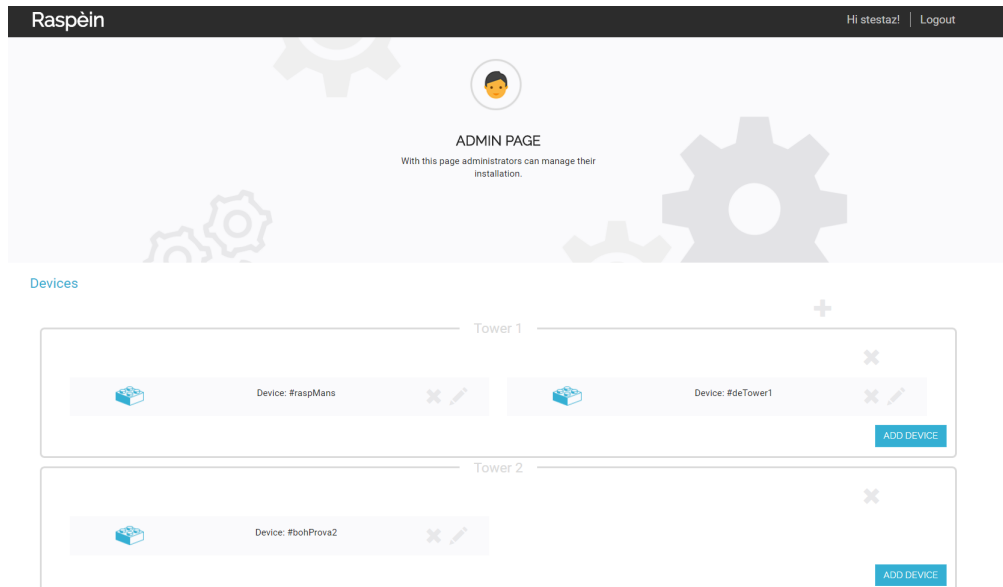 Raspèin
Hi stestaz! | Logout
ADMIN PAGE
With this page administrators can manage their
installation.
Devices
Tower 1
Device: #raspMans
Device: #deTower1
ADD DEVICE
Tower 2
Device: #bohProva2
ADD DEVICE